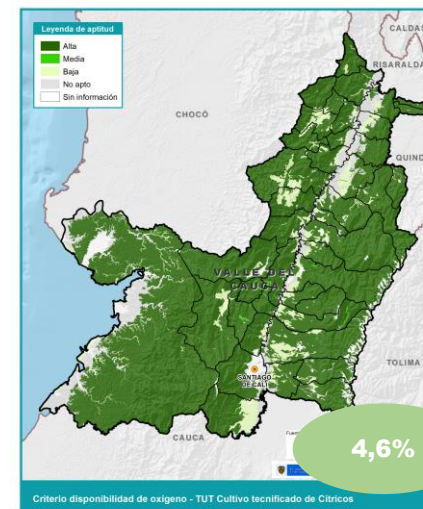 Leyenda de aptitud
Alta
Media
Baja
No apto
Sin información
CALDAS
RISARALDA
CHOCÓ
QUIND
VALLE DEL
CAUCA
TOLIMA
SANTIAGO
DE CALI
CAUCA
4,6%
Criterio disponibilidad de oxígeno - TUT Cultivo tecnificado de Cítricos